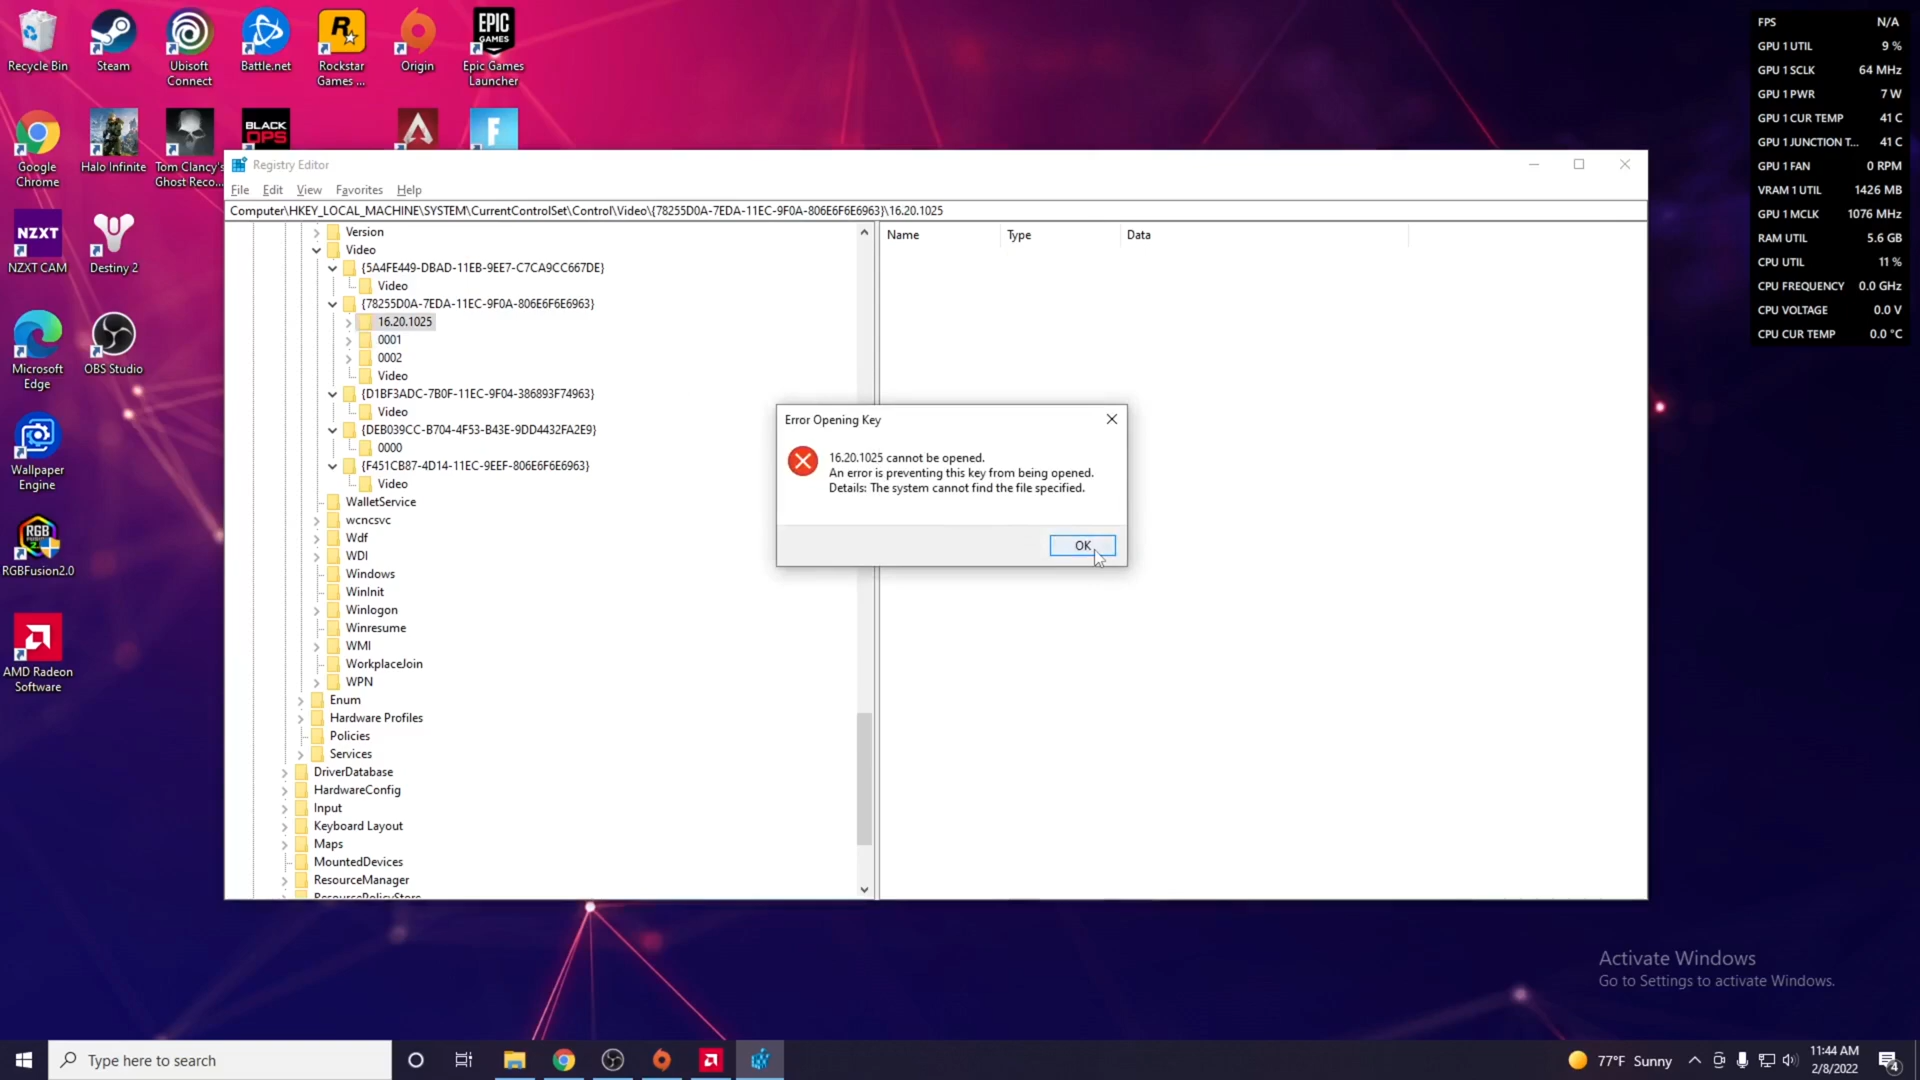 Recycle Bin
Steam
Ubisoft
Connect
Battle.net
Rockstar
Games ...
Origin
EPIC
GAMES
Epic Games
Launcher
Google
Chrome
Halo Infinite
Tom Clancy's
Ghost Reco...
BLACK
OPS
NZXT
NZXT CAM
Destiny 2
Microsoft
Edge
OBS Studio
Wallpaper
Engine
RGB
RGBFusion2.0
AMD Radeon
Software
FPS N/A
GPU 1 UTIL 9 %
GPU 1 SCLK 64 MHz
GPU 1 PWR 7 W
GPU 1 CUR TEMP 41 C
GPU 1 JUNCTION T... 41 C
GPU 1 FAN 0 RPM
VRAM 1 UTIL 1426 MB
GPU 1 MCLK 1076 MHz
RAM UTIL 5.6 GB
CPU UTIL 11 %
CPU FREQUENCY 0.0 GHz
CPU VOLTAGE 0.0 V
CPU CUR TEMP 0.0 °C
Registry Editor
File Edit View Favorites Help
Computer\HKEY_LOCAL_MACHINE\SYSTEM\CurrentControlSet\Control\Video\{78255D0A-7EDA-11EC-9F0A-806E6F6E6963}\16.20.1025
Name Type Data
Version
Video
{5A4FE449-DBAD-11EB-9EE7-C7CA9CC667DE}
Video
{78255D0A-7EDA-11EC-9F0A-806E6F6E6963}
16.20.1025
0001
0002
Video
{D1BF3ADC-7B0F-11EC-9F04-386893F74963}
Video
{DEB039CC-B704-4F53-B43E-9DD4432FA2E9}
0000
{F451CB87-4D14-11EC-9EEF-806E6F6E6963}
Video
WalletService
wcncsvc
Wdf
WDI
Windows
WinInit
Winlogon
Winresume
WMI
WorkplaceJoin
WPN
Enum
Hardware Profiles
Policies
Services
DriverDatabase
HardwareConfig
Input
Keyboard Layout
Maps
MountedDevices
ResourceManager
ResourcePolicyStore
Error Opening Key
16.20.1025 cannot be opened.
An error is preventing this key from being opened.
Details: The system cannot find the file specified.
OK
Activate Windows
Go to Settings to activate Windows.
Type here to search
77°F Sunny
11:44 AM
2/8/2022
4